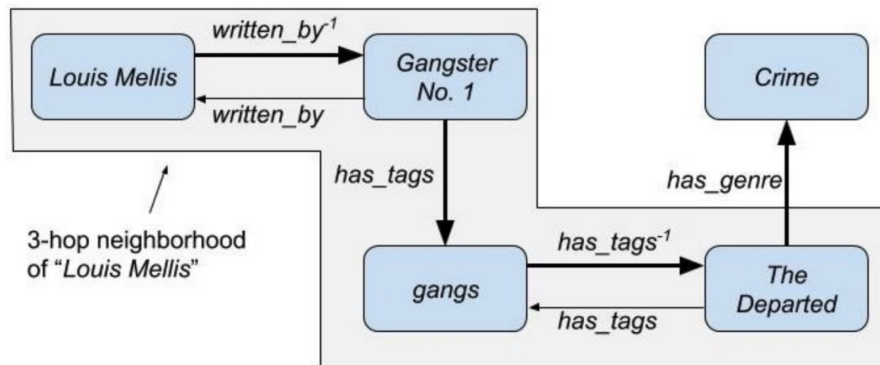 written_by⁻¹
Louis Mellis
Gangster
No. 1
Crime
written_by
has_tags
has_genre
3-hop neighborhood
of “Louis Mellis”
has_tags⁻¹
gangs
The
Departed
has_tags